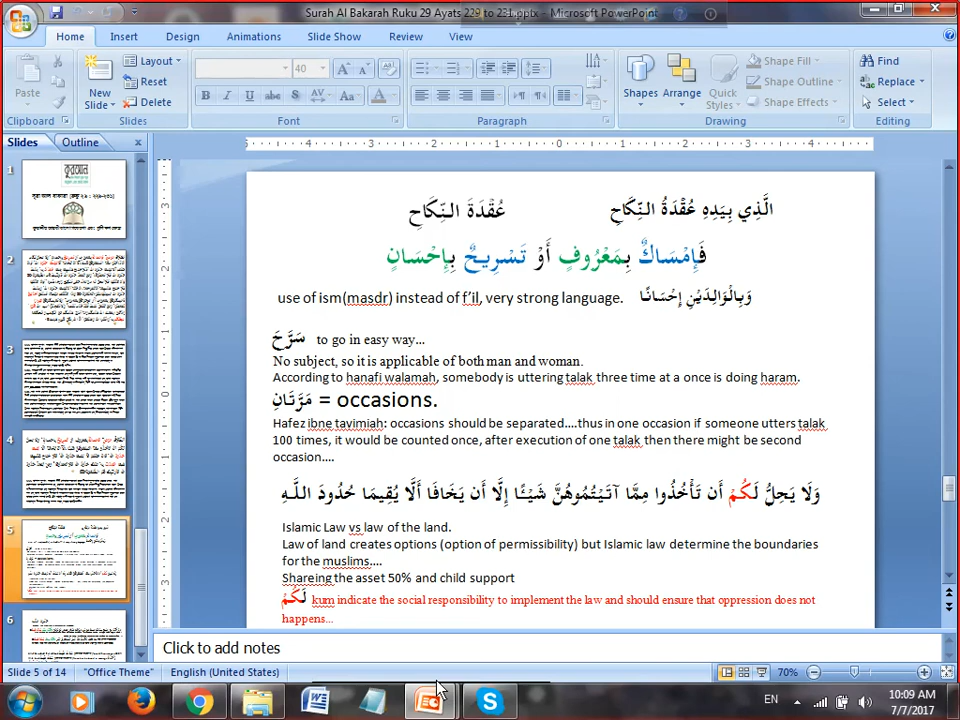 Surah Al Bakarah Ruku 29 Ayats 229 to 231.pptx - Microsoft PowerPoint
Home Insert Design Animations Slide Show Review View
Paste
New Slide
Layout
Reset
Delete
40
Shapes
Arrange
Quick Styles
Shape Fill
Shape Outline
Shape Effects
Find
Replace
Select
Clipboard Slides Font Paragraph Drawing Editing
Slides Outline
1
2
3
4
5
6
الَّذِي بِيَدِهِ عُقْدَةُ النِّكَاحِ
عُقْدَةَ النِّكَاحِ
فَإِمْسَاكٌ بِمَعْرُوفٍ أَوْ تَسْرِيحٌ بِإِحْسَانٍ
use of ism(masdr) instead of f'il, very strong language. وَبِالْوَالِدَيْنِ إِحْسَانًا
سَرَّحَ to go in easy way...
No subject, so it is applicable of both man and woman.
According to hanafi walamah, somebody is uttering talak three time at a once is doing haram.
مَرَّتَانِ = occasions.
Hafez ibne tavimiah: occasions should be separated....thus in one occasion if someone utters talak
100 times, it would be counted once, after execution of one talak then there might be second
occasion....
وَلَا يَحِلُّ لَكُمْ أَن تَأْخُذُوا مِمَّا آتَيْتُمُوهُنَّ شَيْئًا إِلَّا أَن يَخَافَا أَلَّا يُقِيمَا حُدُودَ اللَّهِ
Islamic Law vs law of the land.
Law of land creates options (option of permissibility) but Islamic law determine the boundaries
for the muslims....
Shareing the asset 50% and child support
لَكُمْ kum indicate the social responsibility to implement the law and should ensure that oppression does not
happens...
Click to add notes
Slide 5 of 14 "Office Theme" English (United States) 70%
EN
10:09 AM
7/7/2017